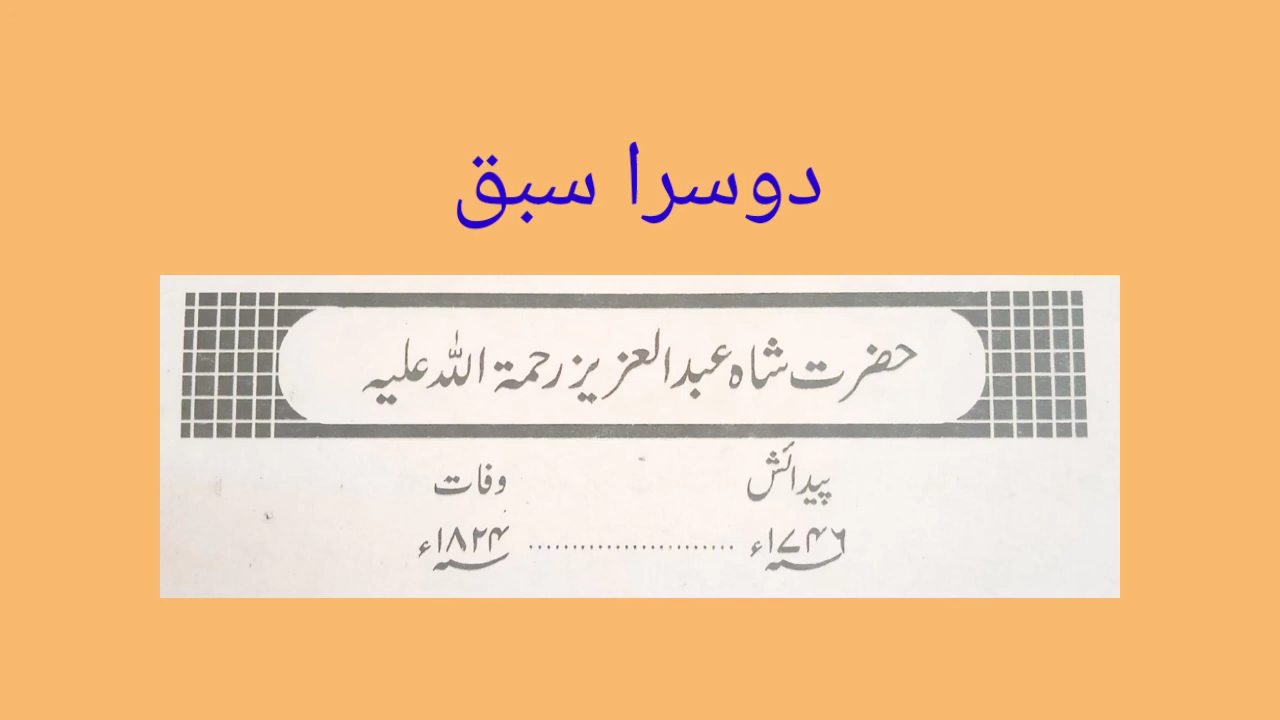 دوسرا سبق
حضرت شاہ عبدالعزیز رحمۃ اللہ علیہ
پیدائش وفات
۱۷۴۶ء ........................ ۱۸۲۴ء